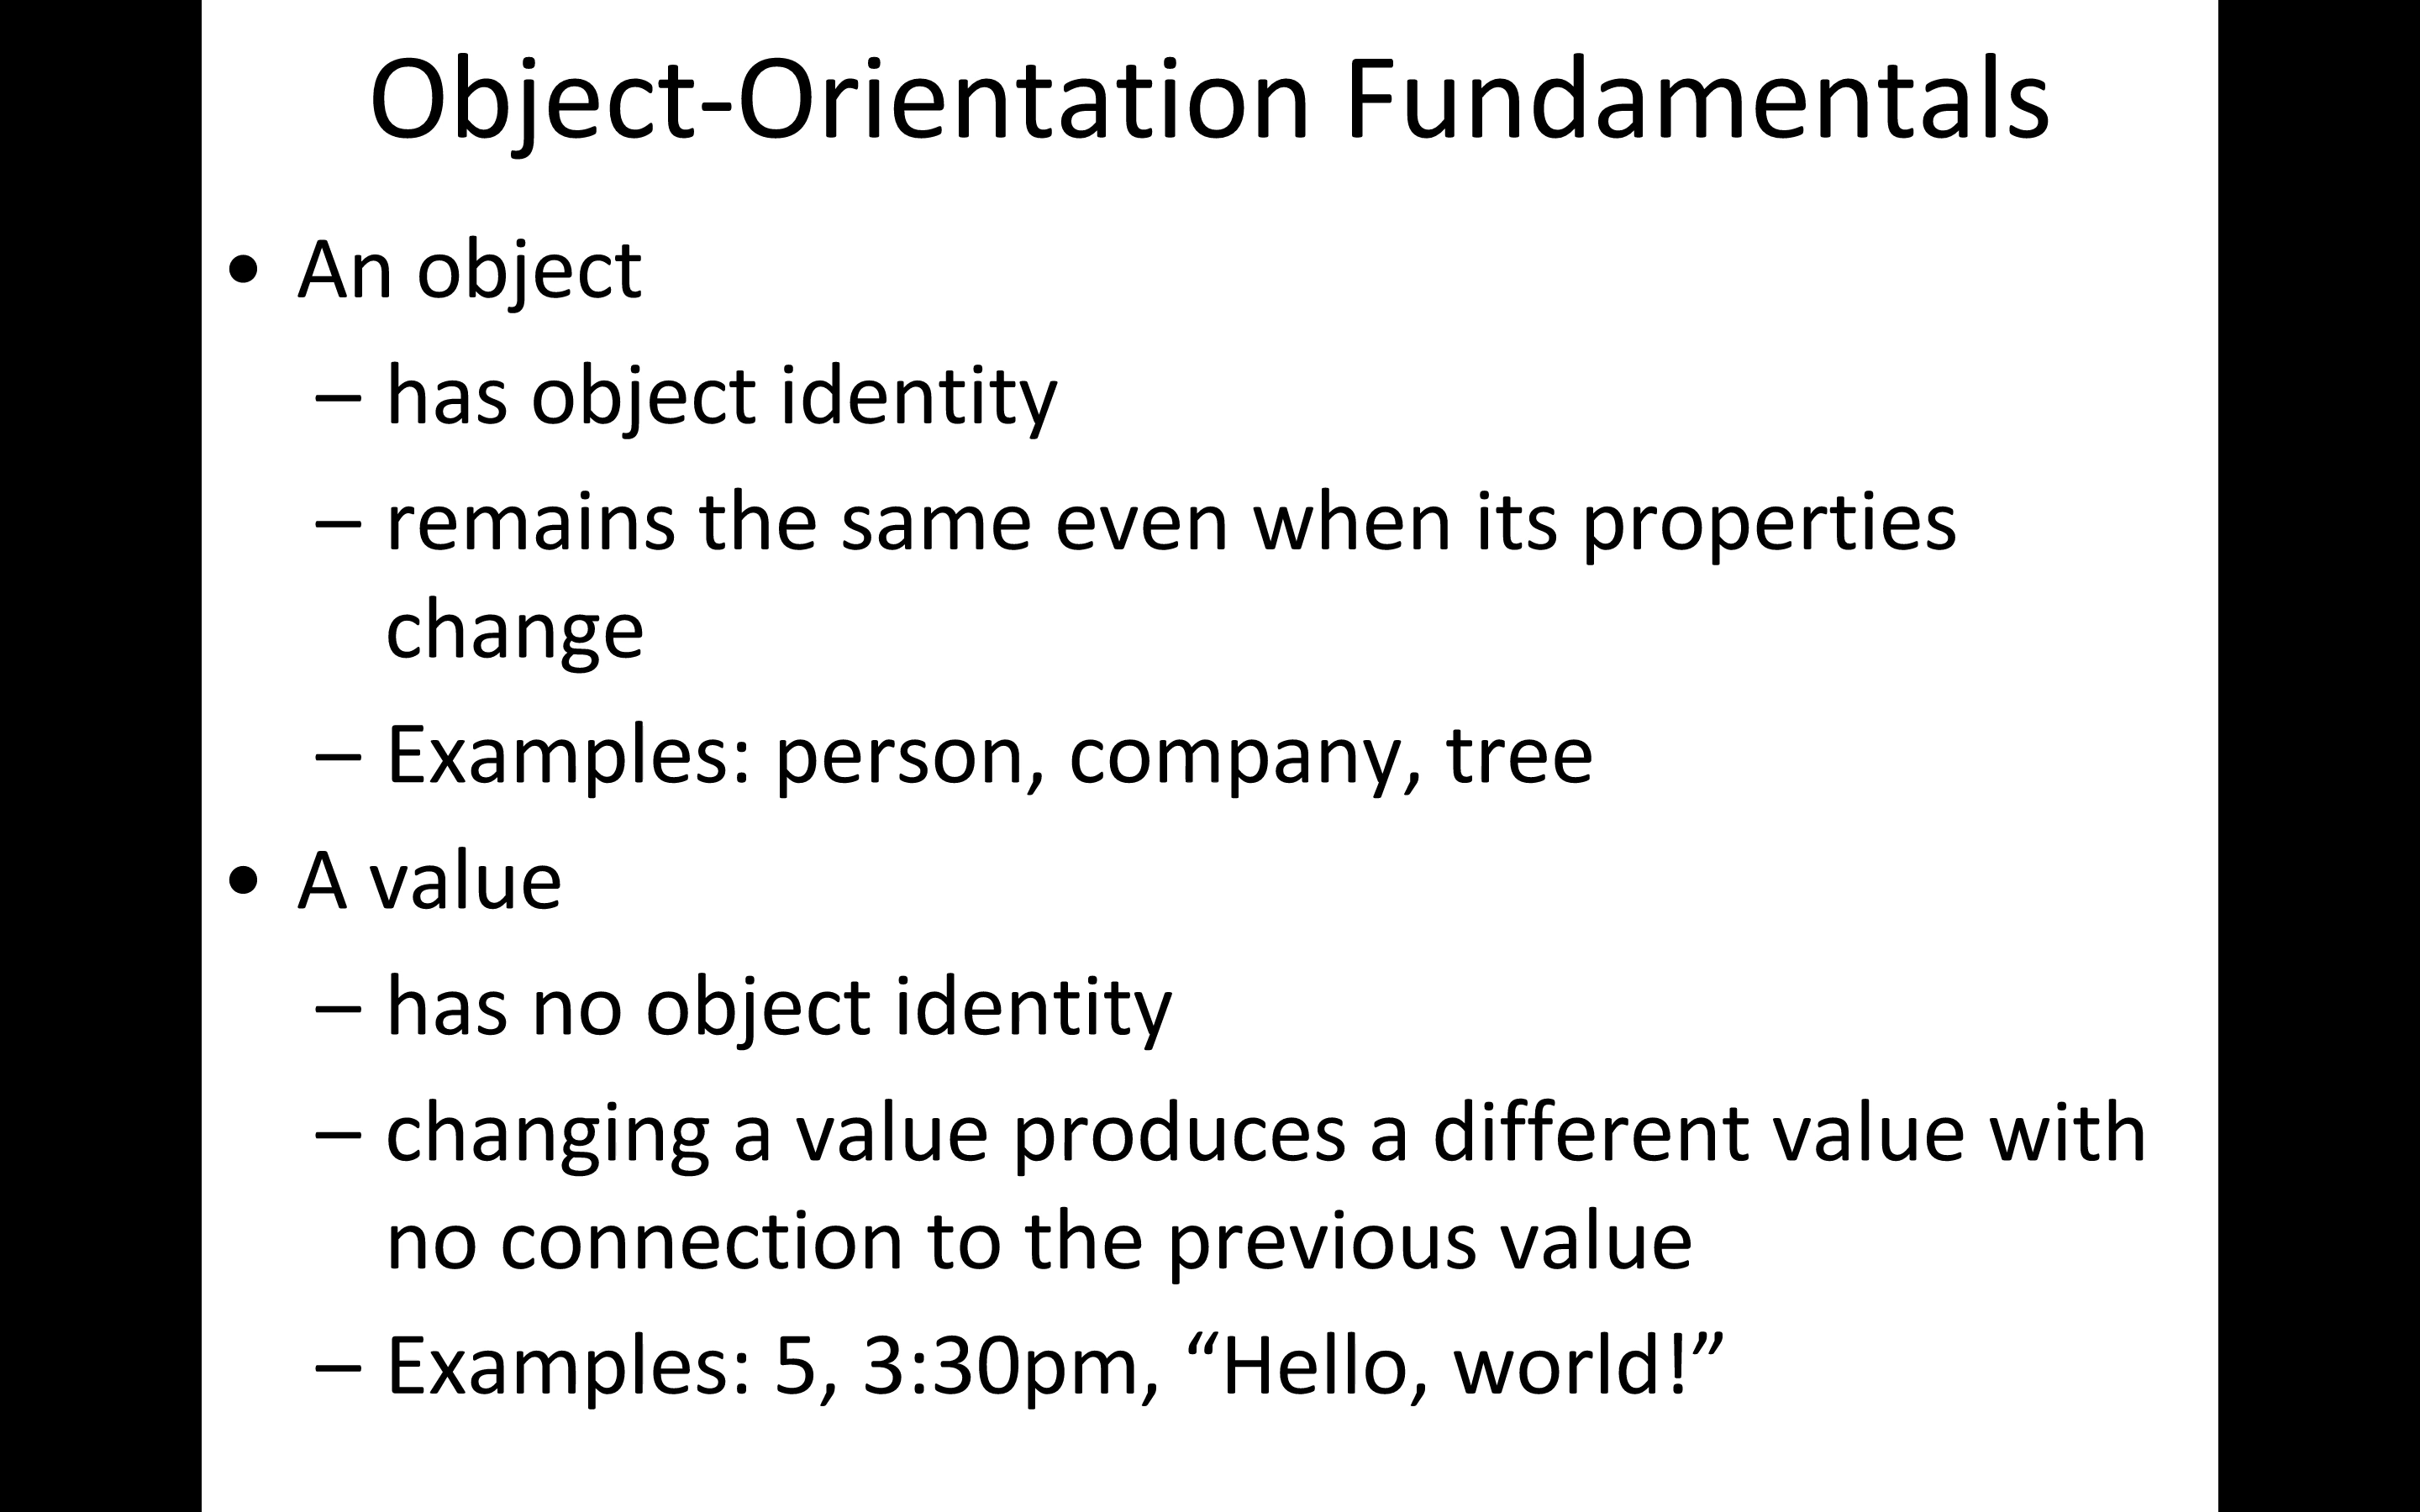 Object-Orientation Fundamentals
• An object
– has object identity
– remains the same even when its properties
change
– Examples: person, company, tree
• A value
– has no object identity
– changing a value produces a different value with
no connection to the previous value
– Examples: 5, 3:30pm, “Hello, world!”